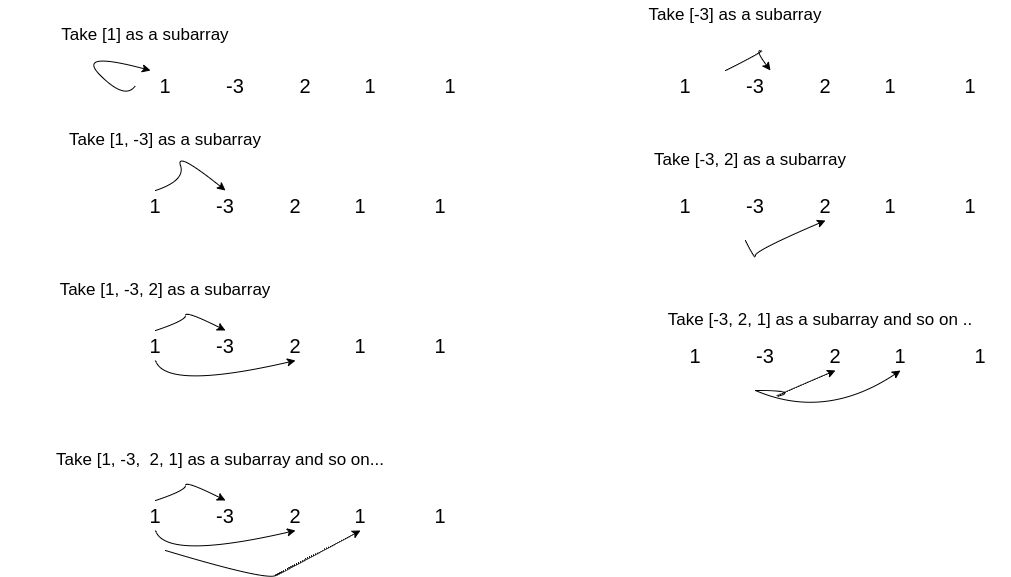 Take [1] as a subarray
1 -3 2 1 1
Take [1, -3] as a subarray
1 -3 2 1 1
Take [1, -3, 2] as a subarray
1 -3 2 1 1
Take [1, -3, 2, 1] as a subarray and so on...
1 -3 2 1 1
Take [-3] as a subarray
1 -3 2 1 1
Take [-3, 2] as a subarray
1 -3 2 1 1
Take [-3, 2, 1] as a subarray and so on ..
1 -3 2 1 1